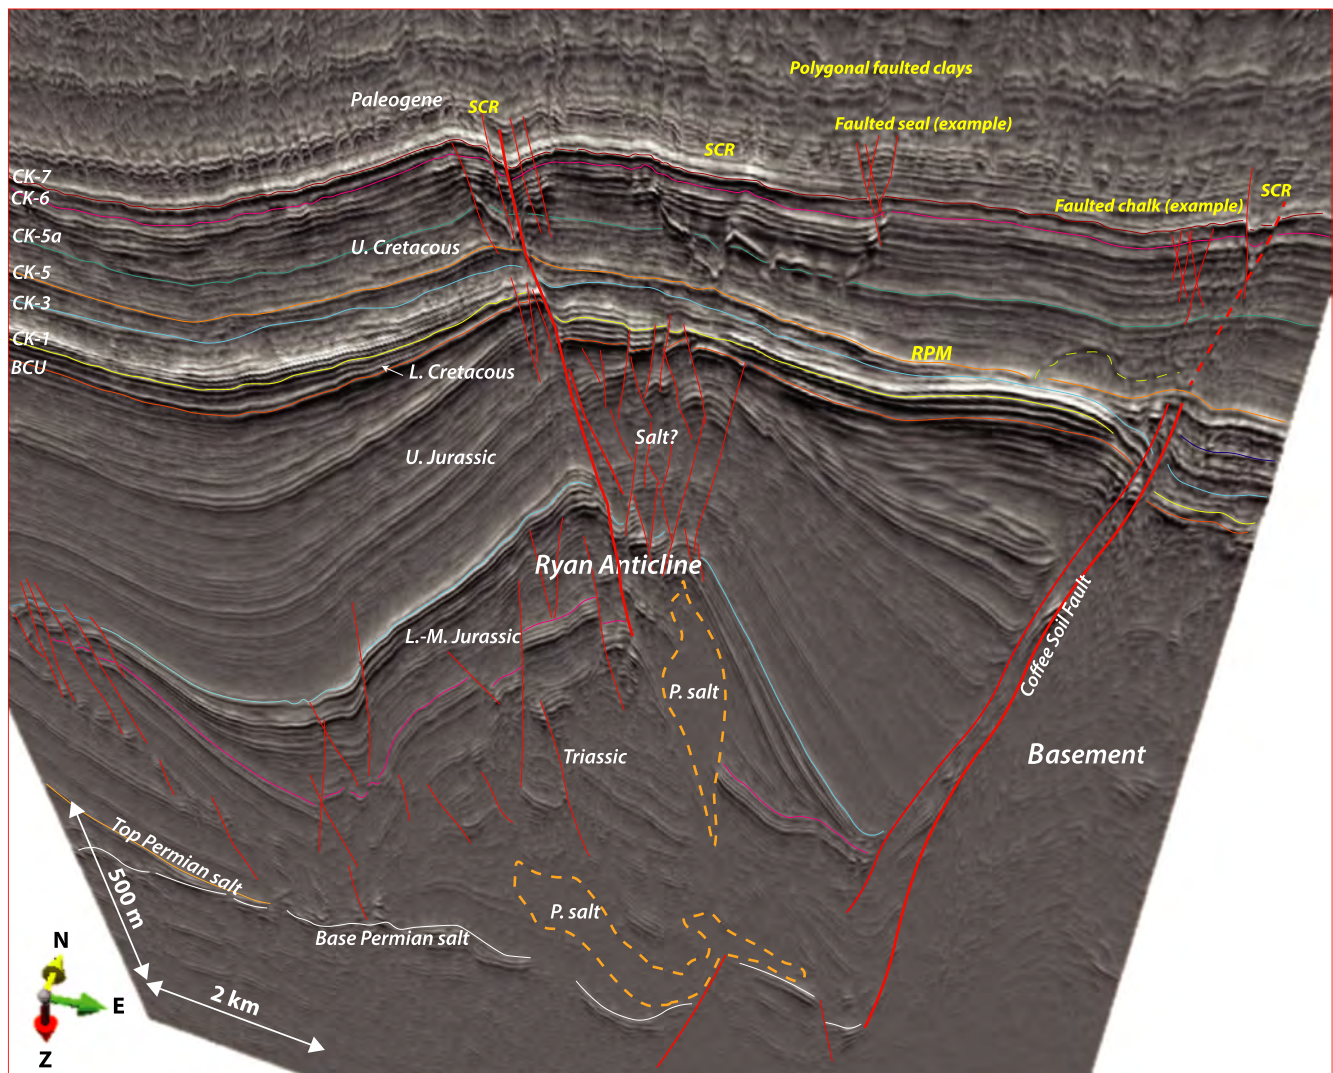 Polygonal faulted clays
Paleogene
SCR
Faulted seal (example)
SCR
CK-7
SCR
CK-6
Faulted chalk (example)
CK-5a
U. Cretacous
CK-5
CK-3
CK-1
RPM
BCU
L. Cretacous
Salt?
U. Jurassic
Ryan Anticline
Coffee Soil Fault
L.-M. Jurassic
P. salt
Basement
Triassic
Top Permian salt
500 m
P. salt
Base Permian salt
N
2 km
E
Z